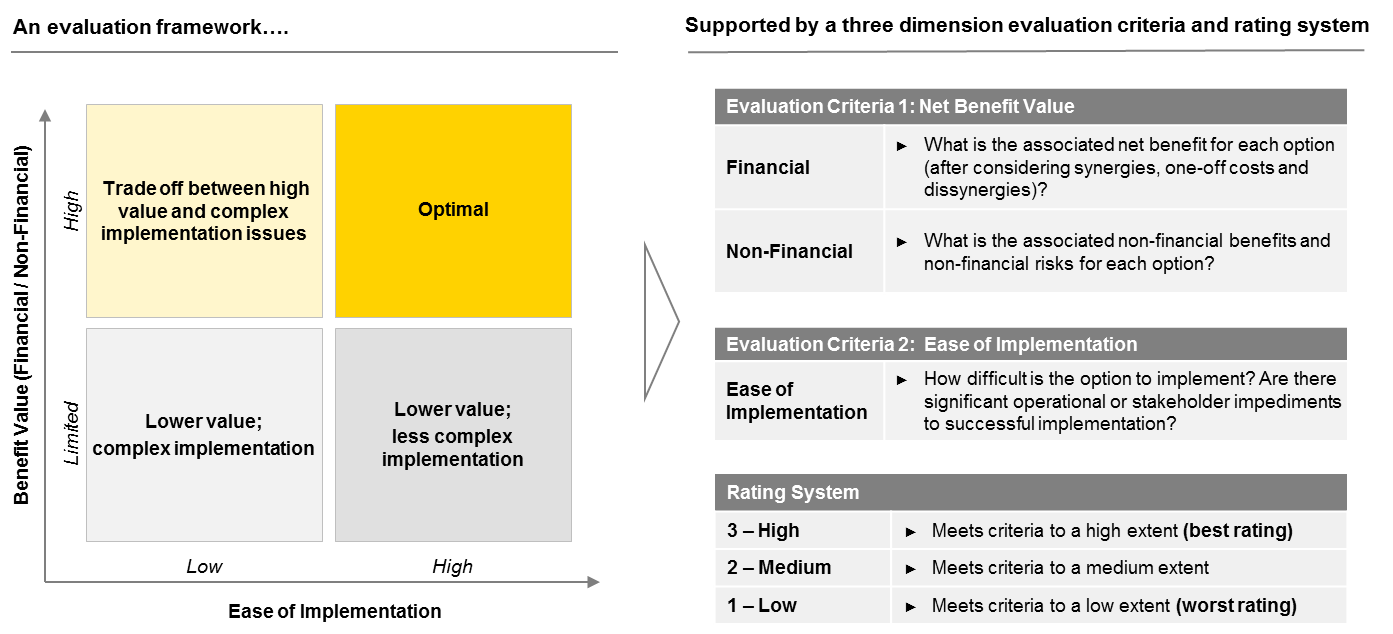 An evaluation framework….
Supported by a three dimension evaluation criteria and rating system
Benefit Value (Financial / Non-Financial)
High
Limited
Trade off between high
value and complex
implementation issues
Optimal
Lower value;
complex implementation
Lower value;
less complex
implementation
Low
High
Ease of Implementation
Evaluation Criteria 1: Net Benefit Value
Financial
► What is the associated net benefit for each option
(after considering synergies, one-off costs and
dissynergies)?
Non-Financial
► What is the associated non-financial benefits and
non-financial risks for each option?
Evaluation Criteria 2: Ease of Implementation
Ease of
Implementation
► How difficult is the option to implement? Are there
significant operational or stakeholder impediments
to successful implementation?
Rating System
3 – High
► Meets criteria to a high extent (best rating)
2 – Medium
► Meets criteria to a medium extent
1 – Low
► Meets criteria to a low extent (worst rating)